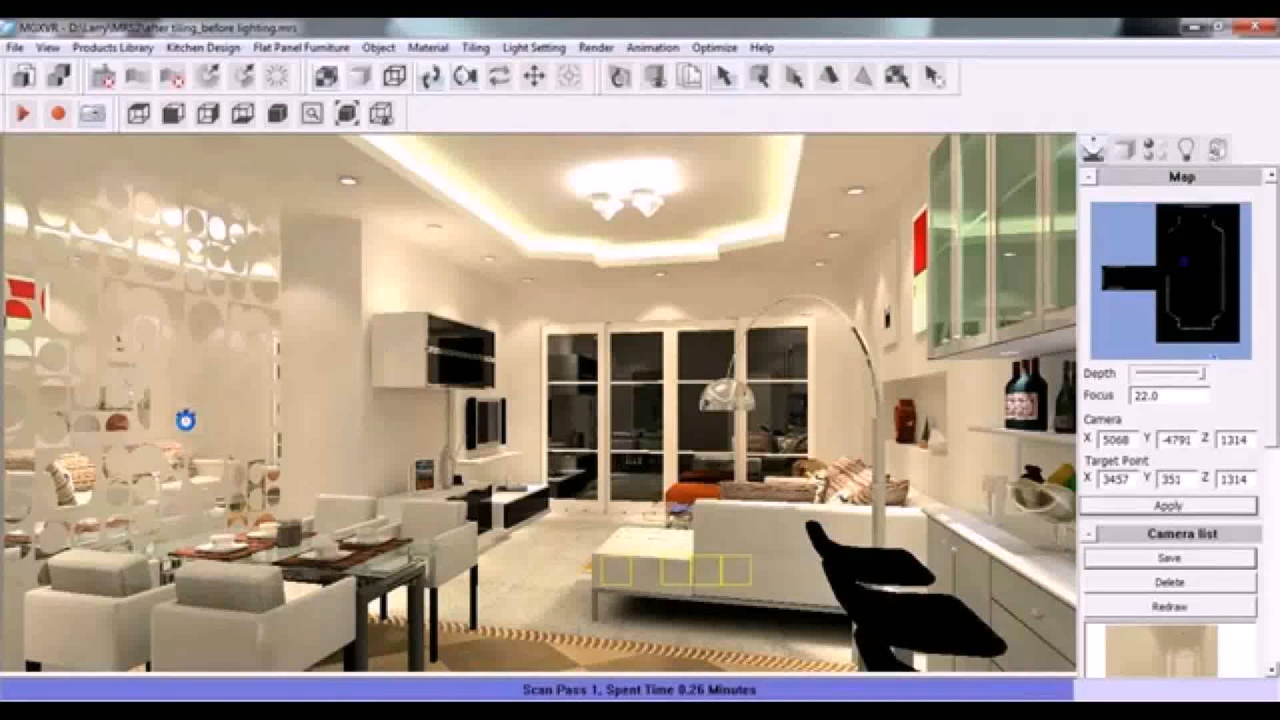 MGXVR - D:\Larry\MRS2\after tiling_before lighting.mrs
File View Products Library Kitchen Design Flat Panel Furniture Object Material Tiling Light Setting Render Animation Optimize Help
Map
Depth
Focus 22.0
Camera
X 5068 Y -4791 Z 1314
Target Point
X 3457 Y 351 Z 1314
Apply
Camera list
Save
Delete
Redraw
Scan Pass 1, Spent Time 0.26 Minutes